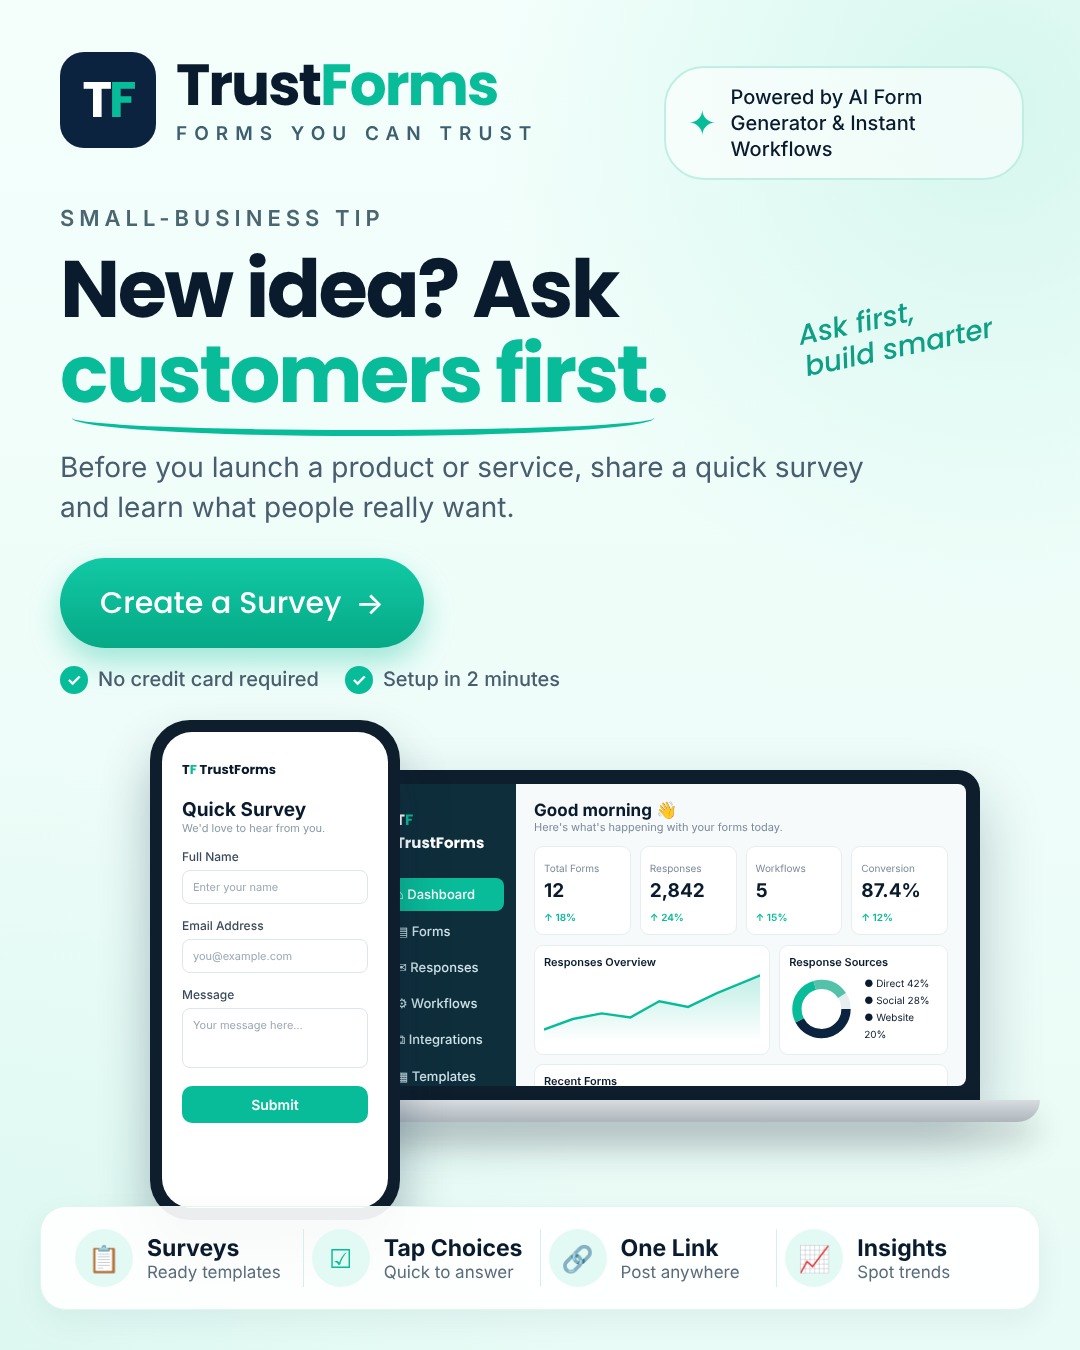 TF
TrustForms
FORMS YOU CAN TRUST
Powered by AI Form
Generator & Instant
Workflows
SMALL-BUSINESS TIP
New idea? Ask
customers first.
Ask first,
build smarter
Before you launch a product or service, share a quick survey
and learn what people really want.
Create a Survey →
No credit card required
Setup in 2 minutes
TF TrustForms
Quick Survey
We'd love to hear from you.
Full Name
Enter your name
Email Address
you@example.com
Message
Your message here...
Submit
TF
TrustForms
Dashboard
Forms
Responses
Workflows
Integrations
Templates
Good morning 👋
Here's what's happening with your forms today.
Total Forms
12
↑ 18%
Responses
2,842
↑ 24%
Workflows
5
↑ 15%
Conversion
87.4%
↑ 12%
Responses Overview
Response Sources
● Direct 42%
● Social 28%
● Website
20%
Recent Forms
Surveys
Ready templates
Tap Choices
Quick to answer
One Link
Post anywhere
Insights
Spot trends